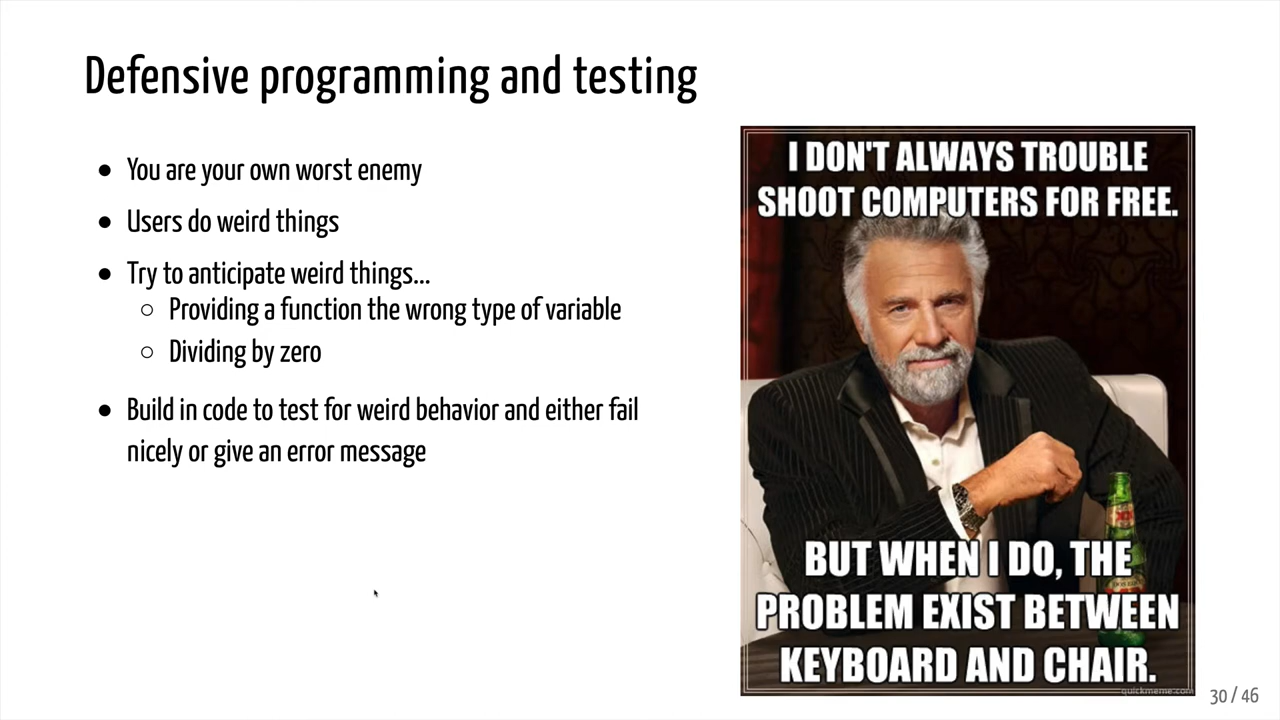 Defensive programming and testing
You are your own worst enemy
Users do weird things
Try to anticipate weird things...
Providing a function the wrong type of variable
Dividing by zero
Build in code to test for weird behavior and either fail
nicely or give an error message
I DON'T ALWAYS TROUBLE
SHOOT COMPUTERS FOR FREE.
XX
BUT WHEN I DO, THE
PROBLEM EXIST BETWEEN
KEYBOARD AND CHAIR.
quickmeme.com
30 / 46